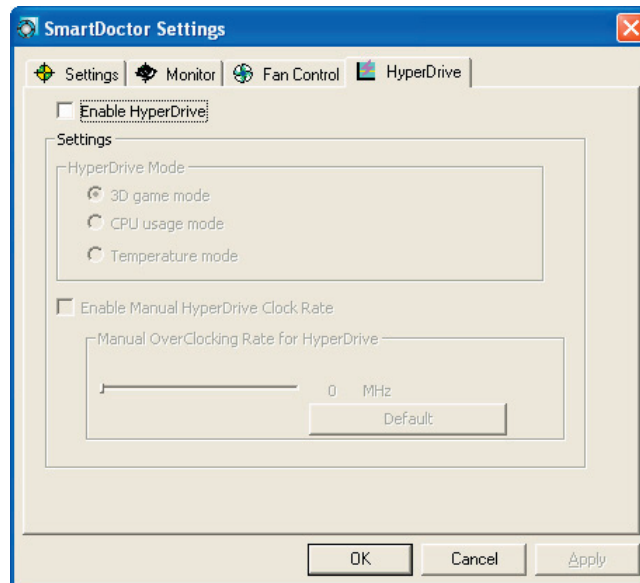 SmartDoctor Settings
Settings Monitor Fan Control HyperDrive
Enable HyperDrive
Settings
HyperDrive Mode
3D game mode
CPU usage mode
Temperature mode
Enable Manual HyperDrive Clock Rate
Manual OverClocking Rate for HyperDrive
0 MHz
Default
OK Cancel Apply